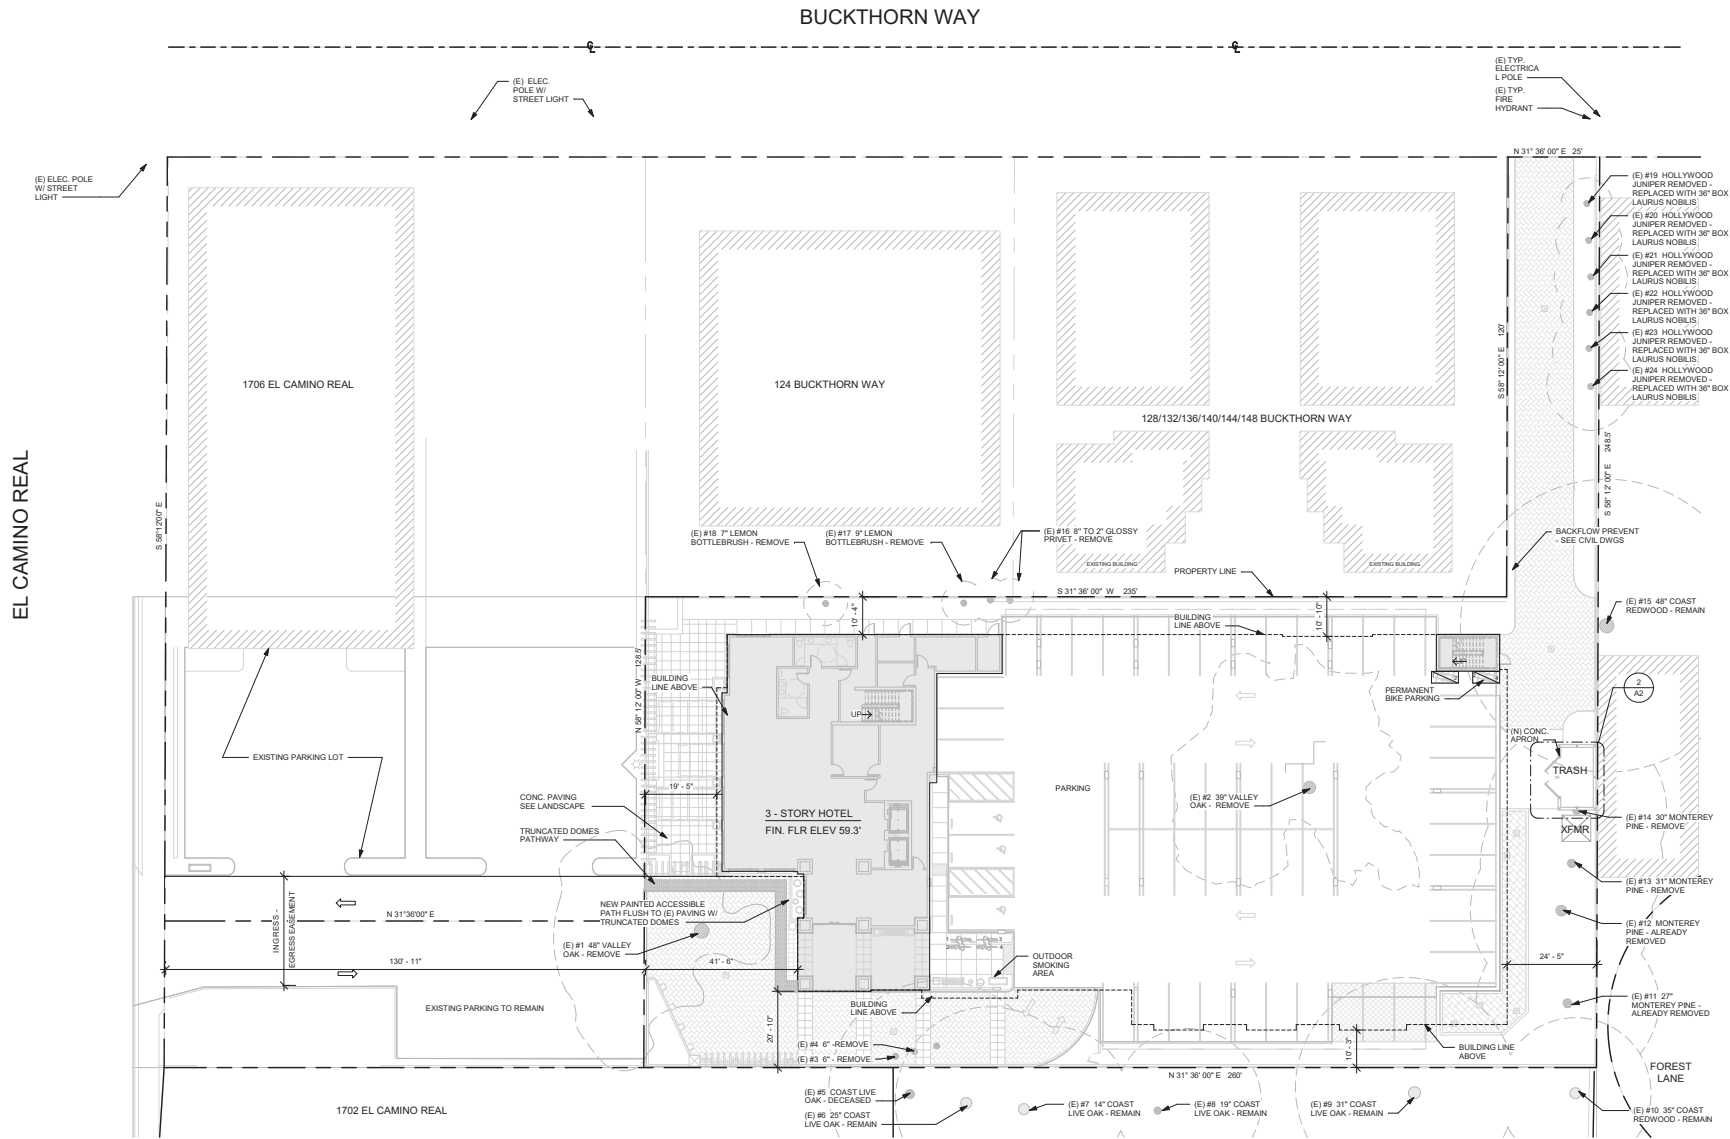 BUCKTHORN WAY
℄
℄
(E) ELEC.
POLE W/
STREET LIGHT
(E) TYP.
ELECTRICA
L POLE
(E) TYP.
FIRE
HYDRANT
N 31° 36' 00" E 25'
(E) ELEC. POLE
W/ STREET
LIGHT
(E) #19 HOLLYWOOD
JUNIPER REMOVED -
REPLACED WITH 36" BOX
LAURUS NOBILIS
(E) #20 HOLLYWOOD
JUNIPER REMOVED -
REPLACED WITH 36" BOX
LAURUS NOBILIS
(E) #21 HOLLYWOOD
JUNIPER REMOVED -
REPLACED WITH 36" BOX
LAURUS NOBILIS
(E) #22 HOLLYWOOD
JUNIPER REMOVED -
REPLACED WITH 36" BOX
LAURUS NOBILIS
(E) #23 HOLLYWOOD
JUNIPER REMOVED -
REPLACED WITH 36" BOX
LAURUS NOBILIS
(E) #24 HOLLYWOOD
JUNIPER REMOVED -
REPLACED WITH 36" BOX
LAURUS NOBILIS
S 58° 12' 00" E 120'
1706 EL CAMINO REAL
124 BUCKTHORN WAY
128/132/136/140/144/148 BUCKTHORN WAY
EL CAMINO REAL
S 58°12'00" E
S 58° 12' 00" E 248.5'
(E) #18 7" LEMON
BOTTLEBRUSH - REMOVE
(E) #17 9" LEMON
BOTTLEBRUSH - REMOVE
(E) #16 8" TO 2" GLOSSY
PRIVET - REMOVE
BACKFLOW PREVENT
- SEE CIVIL DWGS
EXISTING BUILDING
EXISTING BUILDING
PROPERTY LINE
S 31° 36' 00" W 235'
(E) #15 48" COAST
REDWOOD - REMAIN
10' - 4"
10' - 10"
BUILDING
LINE ABOVE
N 58° 12' 00" W 128.5'
BUILDING
LINE ABOVE
UP
UP
PERMANENT
BIKE PARKING
2
A2
(N) CONC.
APRON
TRASH
EXISTING PARKING LOT
19' - 5"
PARKING
(E) #2 39" VALLEY
OAK - REMOVE
CONC. PAVING
SEE LANDSCAPE
3 - STORY HOTEL
FIN. FLR ELEV 59.3'
TRUNCATED DOMES
PATHWAY
(E) #14 30" MONTEREY
PINE - REMOVE
XFMR
(E) #13 31" MONTEREY
PINE - REMOVE
INGRESS -
EGRESS EASEMENT
N 31°36'00" E
NEW PAINTED ACCESSIBLE
PATH FLUSH TO (E) PAVING W/
TRUNCATED DOMES
(E) #1 48" VALLEY
OAK - REMOVE
(E) #12 MONTEREY
PINE - ALREADY
REMOVED
130' - 11"
41' - 6"
OUTDOOR
SMOKING
AREA
24' - 5"
EXISTING PARKING TO REMAIN
BUILDING
LINE ABOVE
(E) #11 27"
MONTEREY PINE -
ALREADY REMOVED
20' - 10"
(E) #4 6" -REMOVE
(E) #3 6" - REMOVE
10' - 3"
BUILDING LINE
ABOVE
N 31° 36' 00" E 260'
FOREST
LANE
1702 EL CAMINO REAL
(E) #5 COAST LIVE
OAK - DECEASED
(E) #6 25" COAST
LIVE OAK - REMAIN
(E) #7 14" COAST
LIVE OAK - REMAIN
(E) #8 19" COAST
LIVE OAK - REMAIN
(E) #9 31" COAST
LIVE OAK - REMAIN
(E) #10 35" COAST
REDWOOD - REMAIN